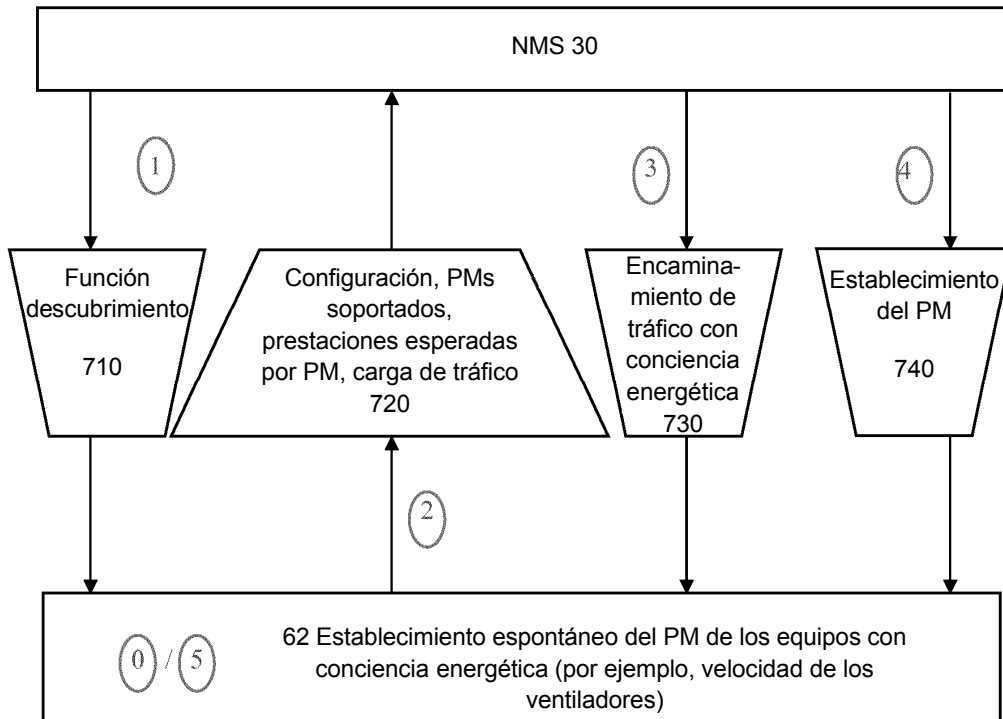 NMS 30
1
3
4
Función
descubrimiento
710
Configuración, PMs
soportados,
prestaciones esperadas
por PM, carga de tráfico
720
Encamina-
miento de
tráfico con
conciencia
energética
730
Establecimiento
del PM
740
2
0 / 5
62 Establecimiento espontáneo del PM de los equipos con
conciencia energética (por ejemplo, velocidad de los
ventiladores)